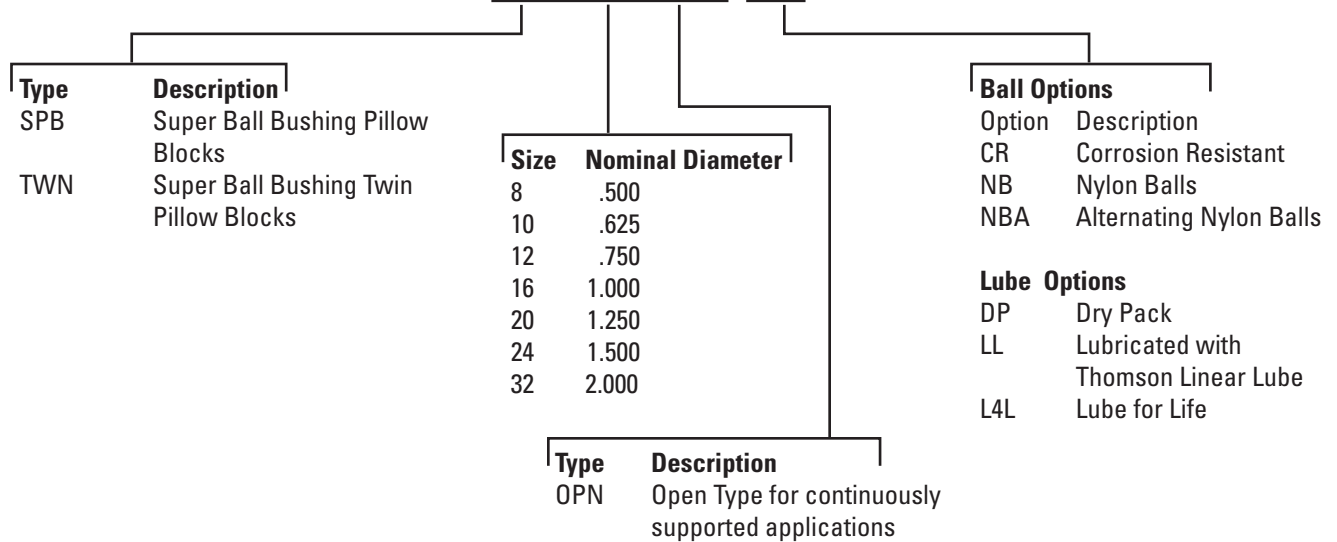 Type Description
SPB Super Ball Bushing Pillow
Blocks
TWN Super Ball Bushing Twin
Pillow Blocks
Size Nominal Diameter
8 .500
10 .625
12 .750
16 1.000
20 1.250
24 1.500
32 2.000
Type Description
OPN Open Type for continuously
supported applications
Ball Options
Option Description
CR Corrosion Resistant
NB Nylon Balls
NBA Alternating Nylon Balls
Lube Options
DP Dry Pack
LL Lubricated with
Thomson Linear Lube
L4L Lube for Life